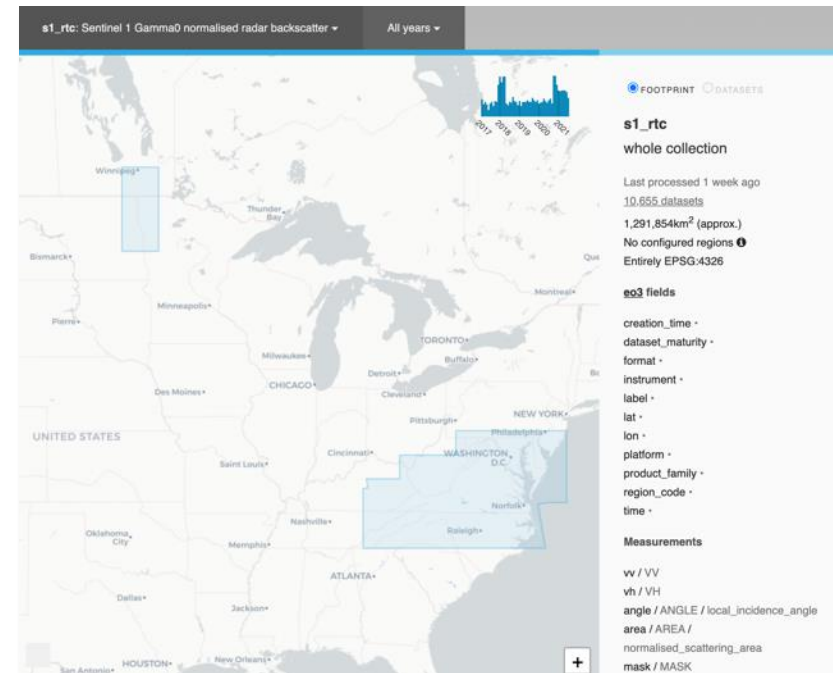 s1_rtc: Sentinel 1 Gamma0 normalised radar backscatter
All years
2017 2018 2019 2020 2021
Winnipeg
Thunder Bay
Bismarck
Que
Montreal
Minneapolis
Pierre
TORONTO
Milwaukee
Buffalo
Detroit
CHICAGO
Cleveland
Des Moines
NEW YORK
Pittsburgh
Philadelphia
UNITED STATES
Cincinnati
WASHINGTON D.C.
Saint Louis
Norfolk
Nashville
Raleigh
Oklahoma City
Memphis
ATLANTA
Dallas
Jackson
HOUSTON
New Orleans
San Antonio
+
FOOTPRINT DATASETS
s1_rtc
whole collection
Last processed 1 week ago
10,655 datasets
1,291,854km² (approx.)
No configured regions
Entirely EPSG:4326
eo3 fields
creation_time
dataset_maturity
format
instrument
label
lat
lon
platform
product_family
region_code
time
Measurements
vv / VV
vh / VH
angle / ANGLE / local_incidence_angle
area / AREA /
normalised_scattering_area
mask / MASK